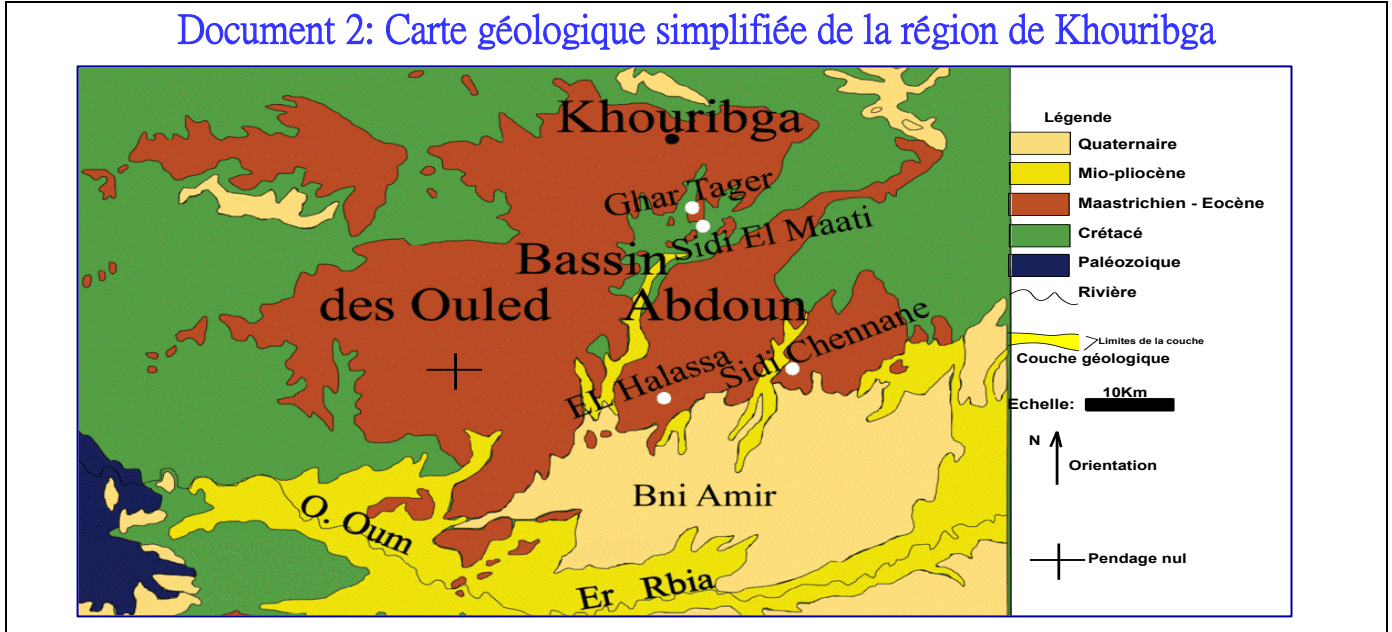 Document 2: Carte géologique simplifiée de la région de Khouribga
Khouribga
Ghar Tager
Sidi El Maati
Bassin
des Ouled Abdoun
EL Halassa
Sidi Chennane
Bni Amir
O. Oum
Er Rbia
Légende
Quaternaire
Mio-pliocène
Maastrichien - Eocène
Crétacé
Paléozoique
Rivière
Limites de la couche
Couche géologique
Echelle: 10Km
N
Orientation
Pendage nul